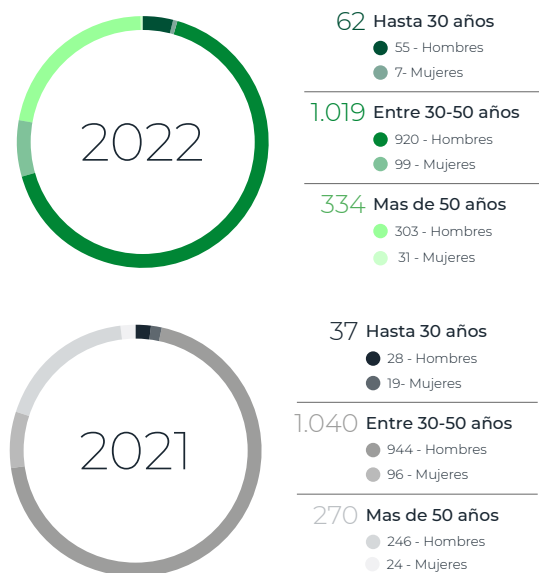 2022
62 Hasta 30 años
55 - Hombres
7- Mujeres
1.019 Entre 30-50 años
920 - Hombres
99 - Mujeres
334 Mas de 50 años
303 - Hombres
31 - Mujeres
2021
37 Hasta 30 años
28 - Hombres
19- Mujeres
1.040 Entre 30-50 años
944 - Hombres
96 - Mujeres
270 Mas de 50 años
246 - Hombres
24 - Mujeres